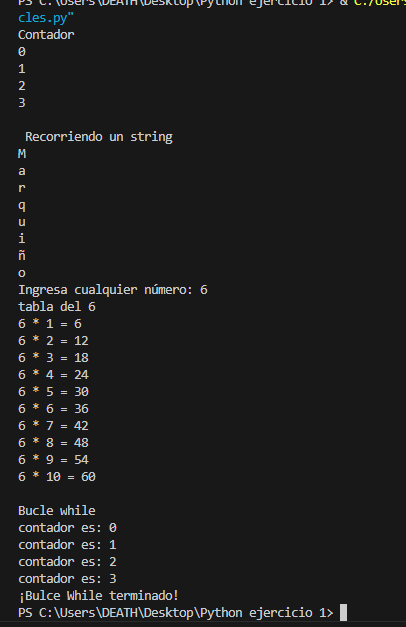 PS C:\Users\DEATH\Desktop\Python ejercicio 1> & C:/Users
cles.py"
Contador
0
1
2
3
Recorriendo un string
M
a
r
q
u
i
ñ
o
Ingresa cualquier número: 6
tabla del 6
6 * 1 = 6
6 * 2 = 12
6 * 3 = 18
6 * 4 = 24
6 * 5 = 30
6 * 6 = 36
6 * 7 = 42
6 * 8 = 48
6 * 9 = 54
6 * 10 = 60
Bucle while
contador es: 0
contador es: 1
contador es: 2
contador es: 3
¡Bulce While terminado!
PS C:\Users\DEATH\Desktop\Python ejercicio 1>